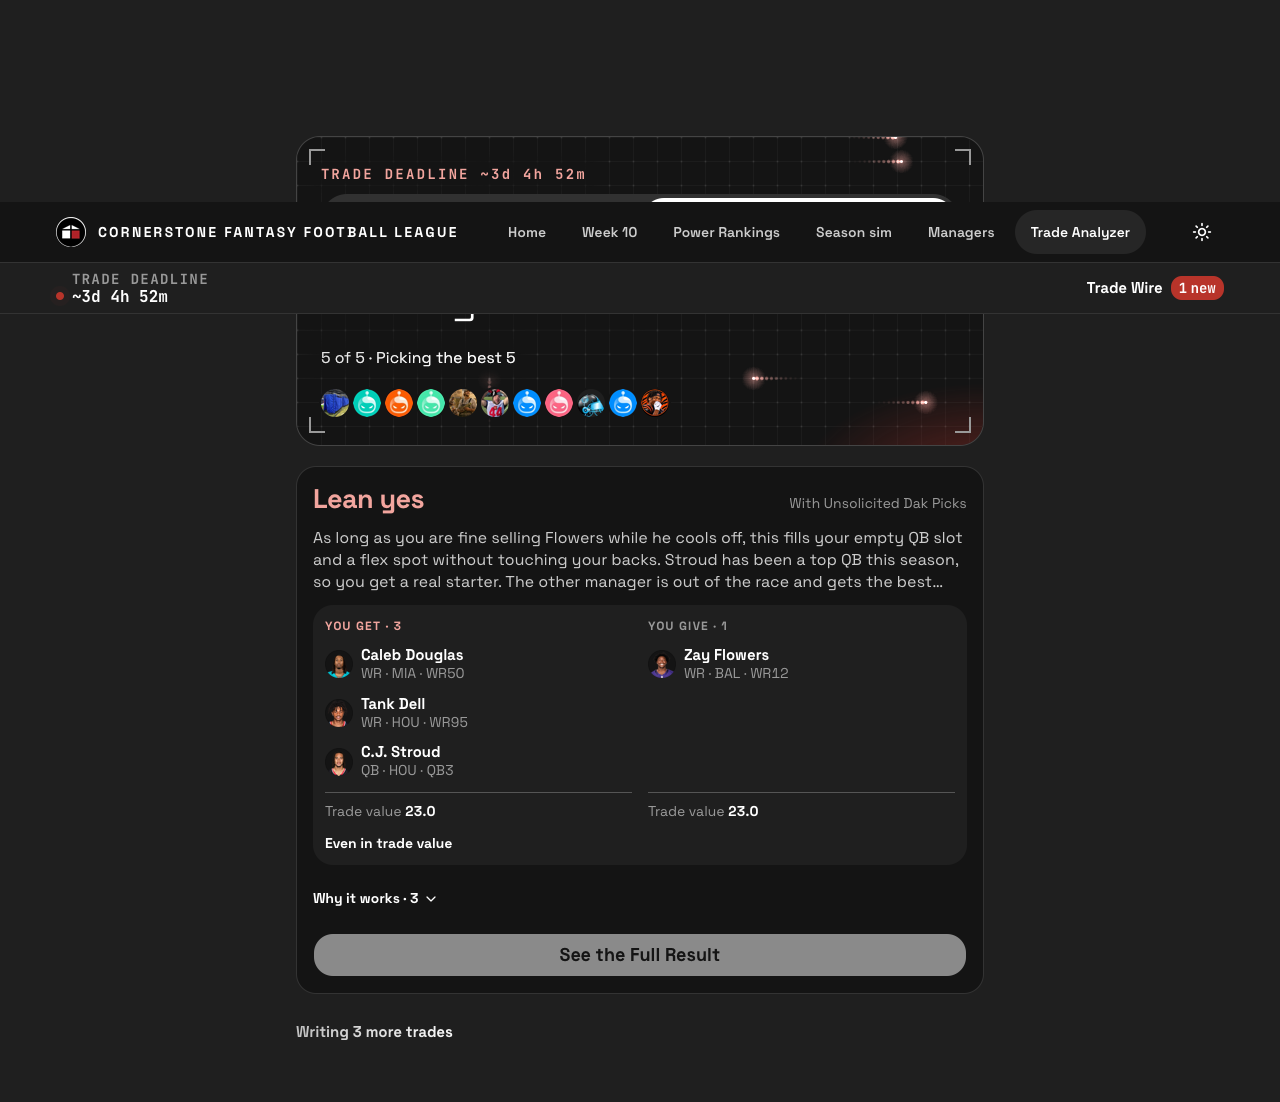 TRADE DEADLINE ~3d 4h 52m
CORNERSTONE FANTASY FOOTBALL LEAGUE
Home
Week 10
Power Rankings
Season sim
Managers
Trade Analyzer
TRADE DEADLINE
~3d 4h 52m
Trade Wire
1 new
5 of 5 · Picking the best 5
Lean yes
With Unsolicited Dak Picks
As long as you are fine selling Flowers while he cools off, this fills your empty QB slot
and a flex spot without touching your backs. Stroud has been a top QB this season,
so you get a real starter. The other manager is out of the race and gets the best…
YOU GET · 3
Caleb Douglas
WR · MIA · WR50
Tank Dell
WR · HOU · WR95
C.J. Stroud
QB · HOU · QB3
Trade value 23.0
YOU GIVE · 1
Zay Flowers
WR · BAL · WR12
Trade value 23.0
Even in trade value
Why it works · 3
See the Full Result
Writing 3 more trades